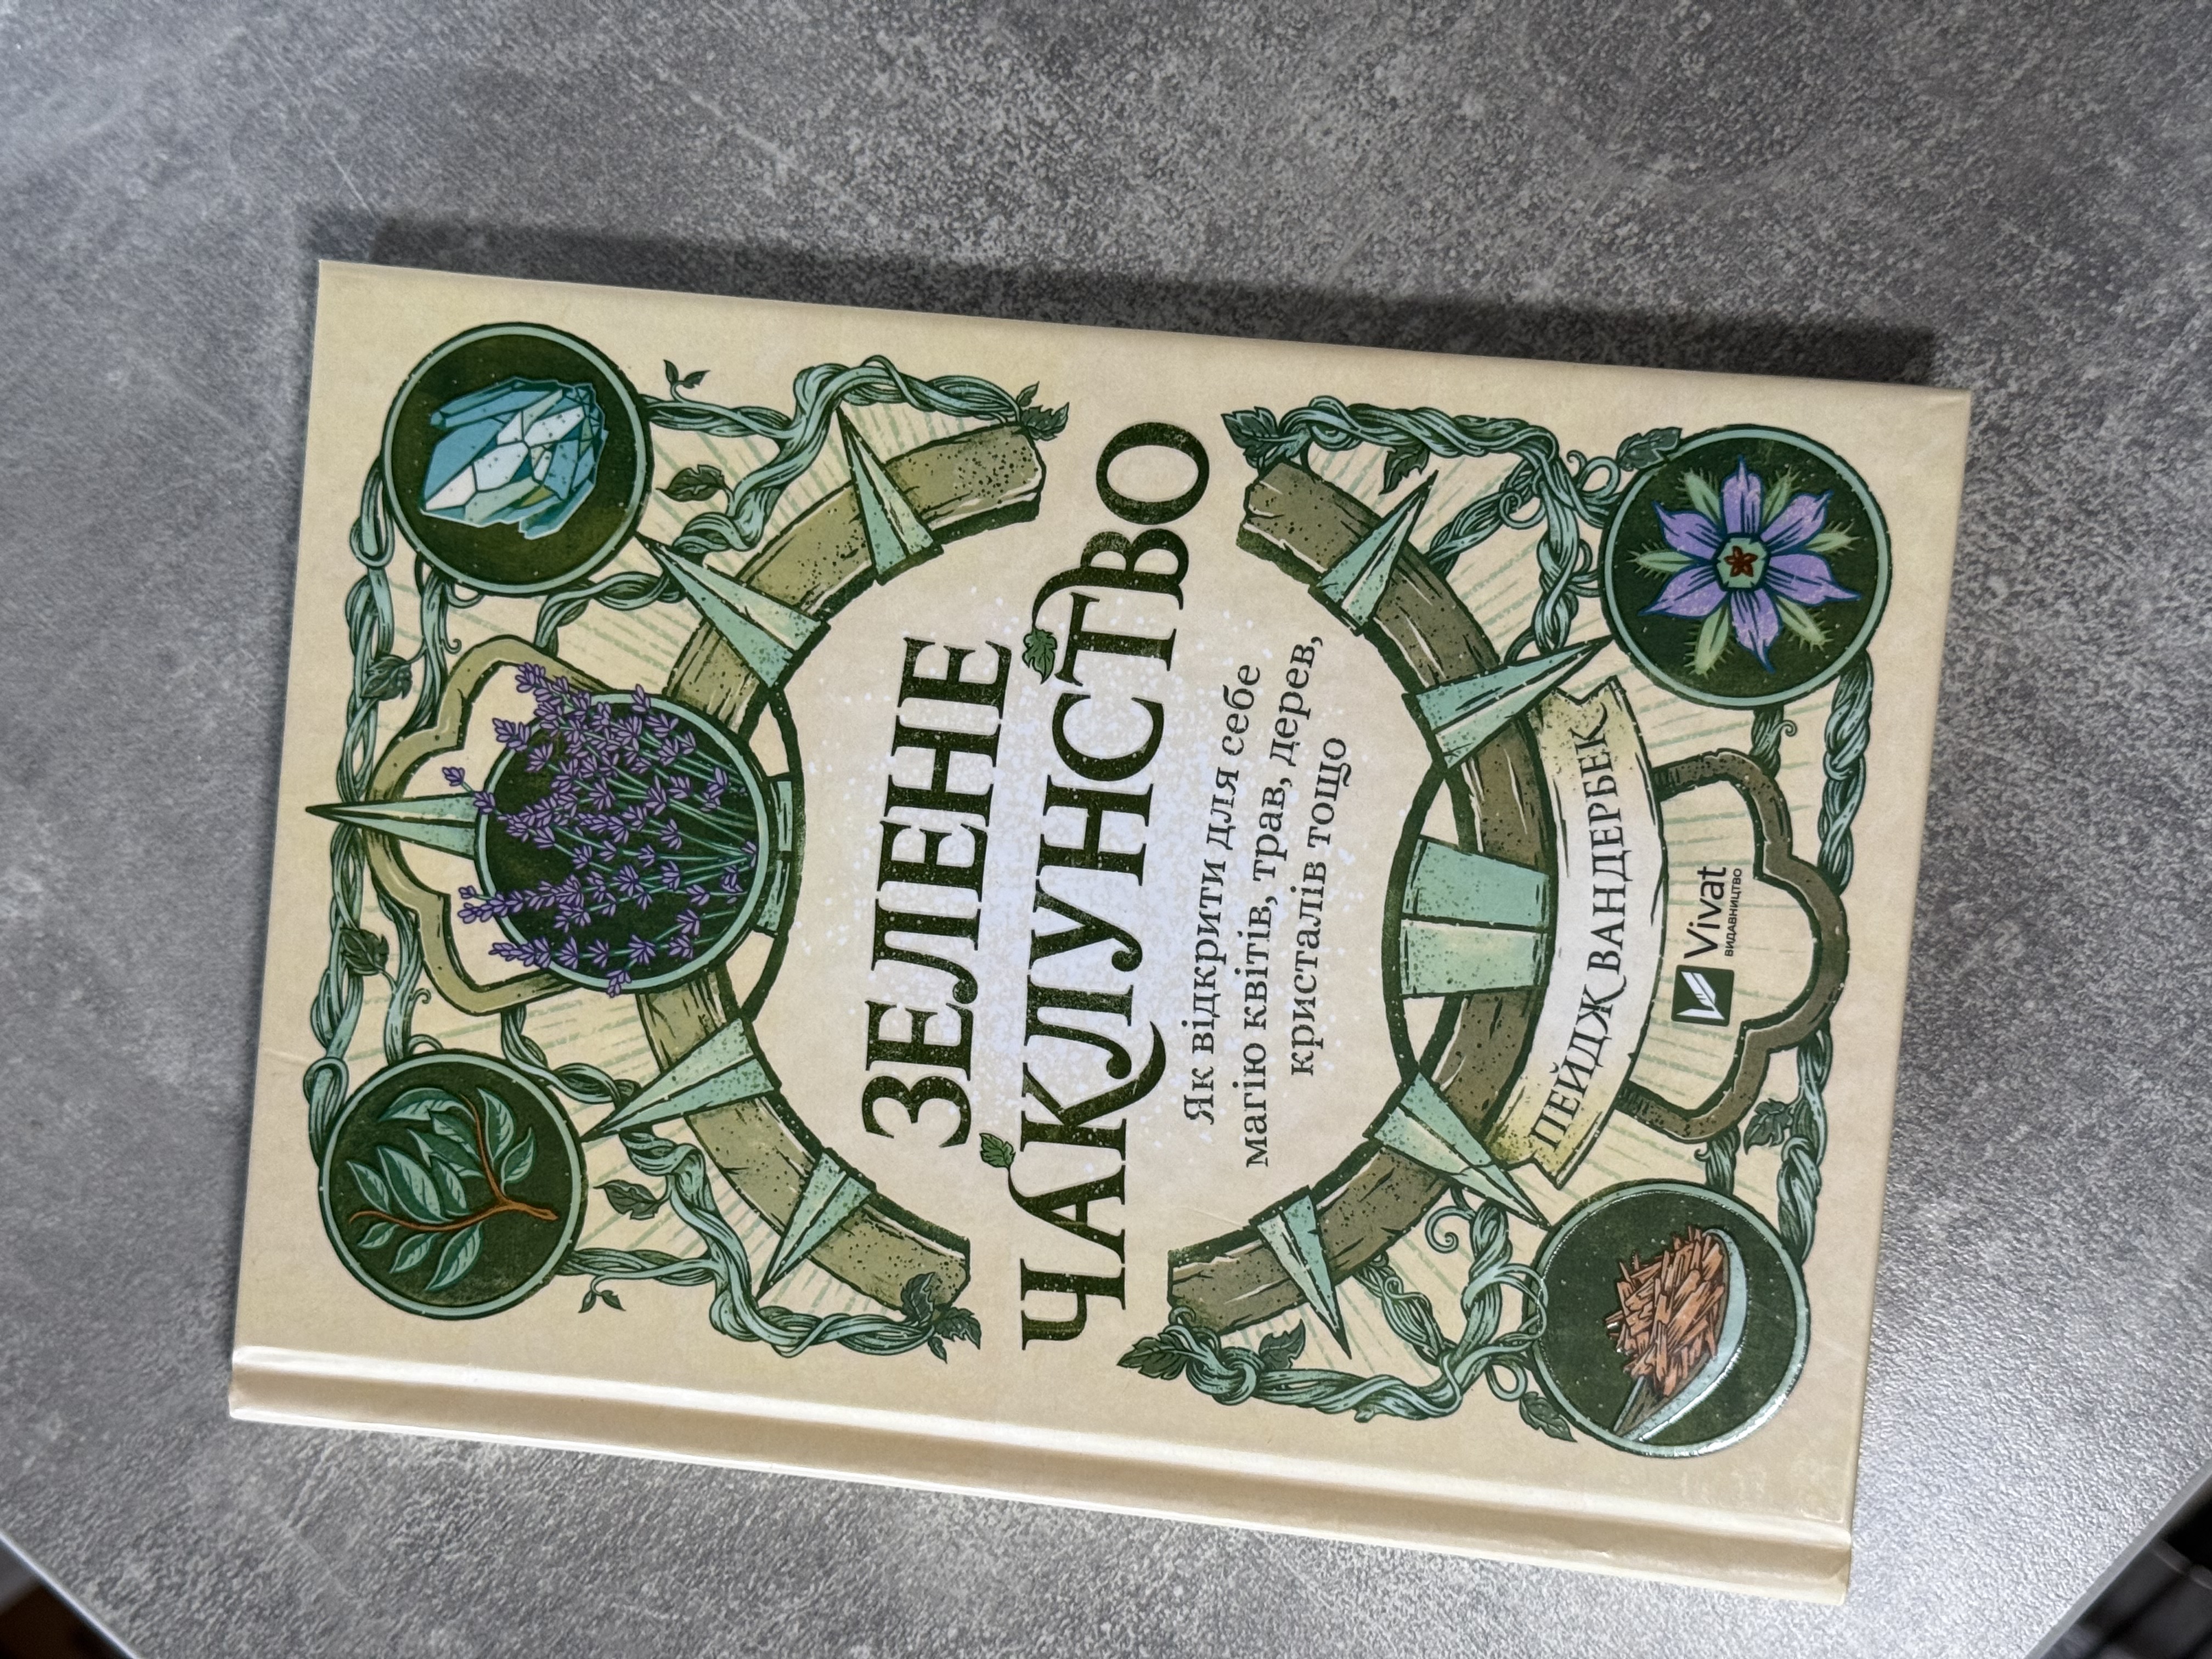 ЗЕЛЕНЕ
ЧАКЛУНСТВО
Як відкрити для себе
магію квітів, трав, дерев,
кристалів тощо
ПЕЙДЖ ВАНДЕРБЕК
Vivat
ВИДАВНИЦТВО